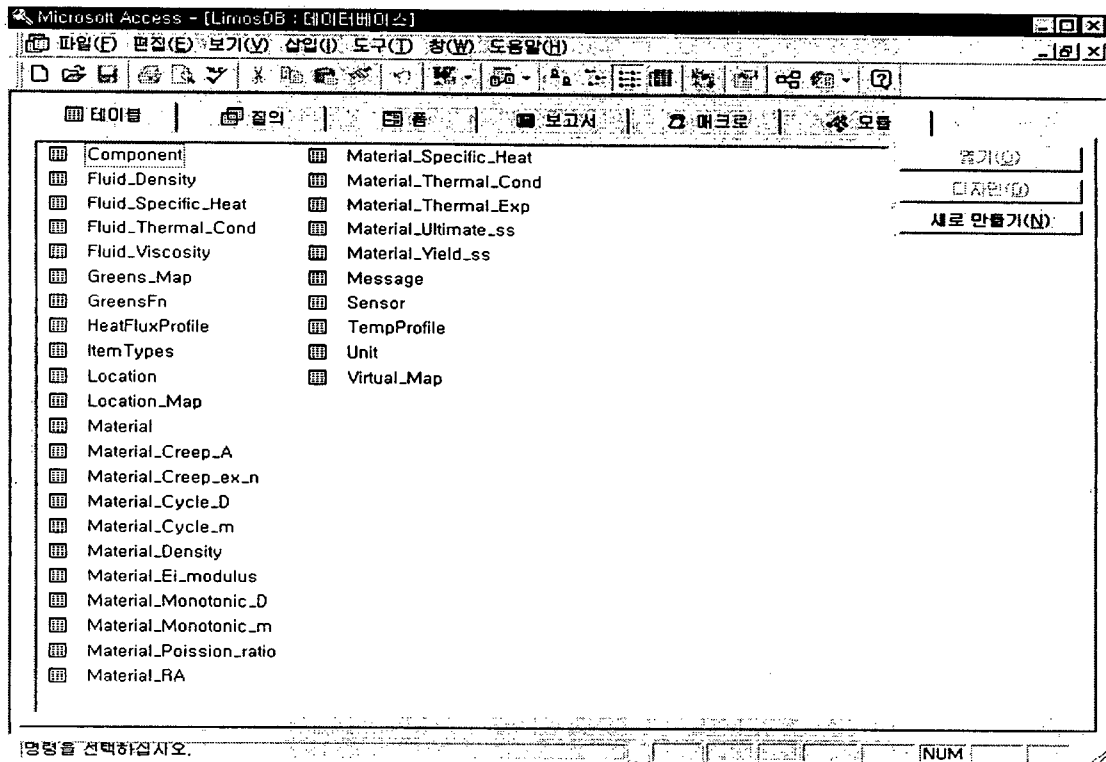 Microsoft Access - [LimosDB : 데이터베이스]
파일(F) 편집(E) 보기(V) 삽입(I) 도구(T) 창(W) 도움말(H)
테이블 질의 폼 보고서 매크로 모듈
Component
Fluid_Density
Fluid_Specific_Heat
Fluid_Thermal_Cond
Fluid_Viscosity
Greens_Map
GreensFn
HeatFluxProfile
ItemTypes
Location
Location_Map
Material
Material_Creep_A
Material_Creep_ex_n
Material_Cycle_D
Material_Cycle_m
Material_Density
Material_Ei_modulus
Material_Monotonic_D
Material_Monotonic_m
Material_Poission_ratio
Material_RA
Material_Specific_Heat
Material_Thermal_Cond
Material_Thermal_Exp
Material_Ultimate_ss
Material_Yield_ss
Message
Sensor
TempProfile
Unit
Virtual_Map
열기(O)
디자인(D)
새로 만들기(N)
명령을 선택하십시오.
NUM